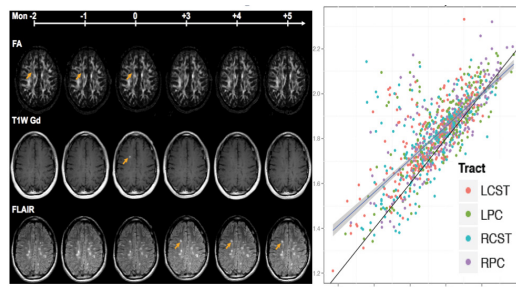 Mon -2 -1 0 +3 +4 +5
FA
T1W Gd
FLAIR
2.2
2.0
1.8
1.6
1.4
1.2
Tract
LCST
LPC
RCST
RPC